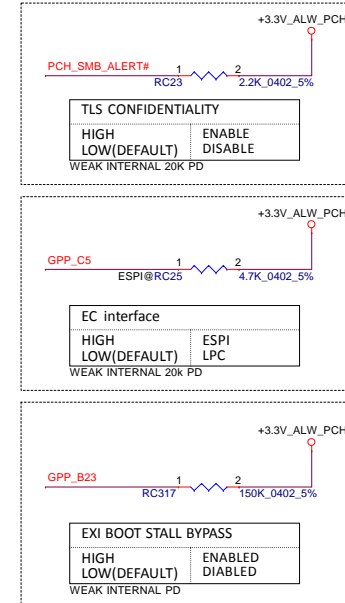 +3.3V_ALW_PCH
PCH_SMB_ALERT# 1 2
RC23 2.2K_0402_5%
TLS CONFIDENTIALITY
HIGH ENABLE
LOW(DEFAULT) DISABLE
WEAK INTERNAL 20K PD
+3.3V_ALW_PCH
GPP_C5 1 2
ESPI@RC25 4.7K_0402_5%
EC interface
HIGH ESPI
LOW(DEFAULT) LPC
WEAK INTERNAL 20k PD
+3.3V_ALW_PCH
GPP_B23 1 2
RC317 150K_0402_5%
EXI BOOT STALL BYPASS
HIGH ENABLED
LOW(DEFAULT) DIABLED
WEAK INTERNAL PD